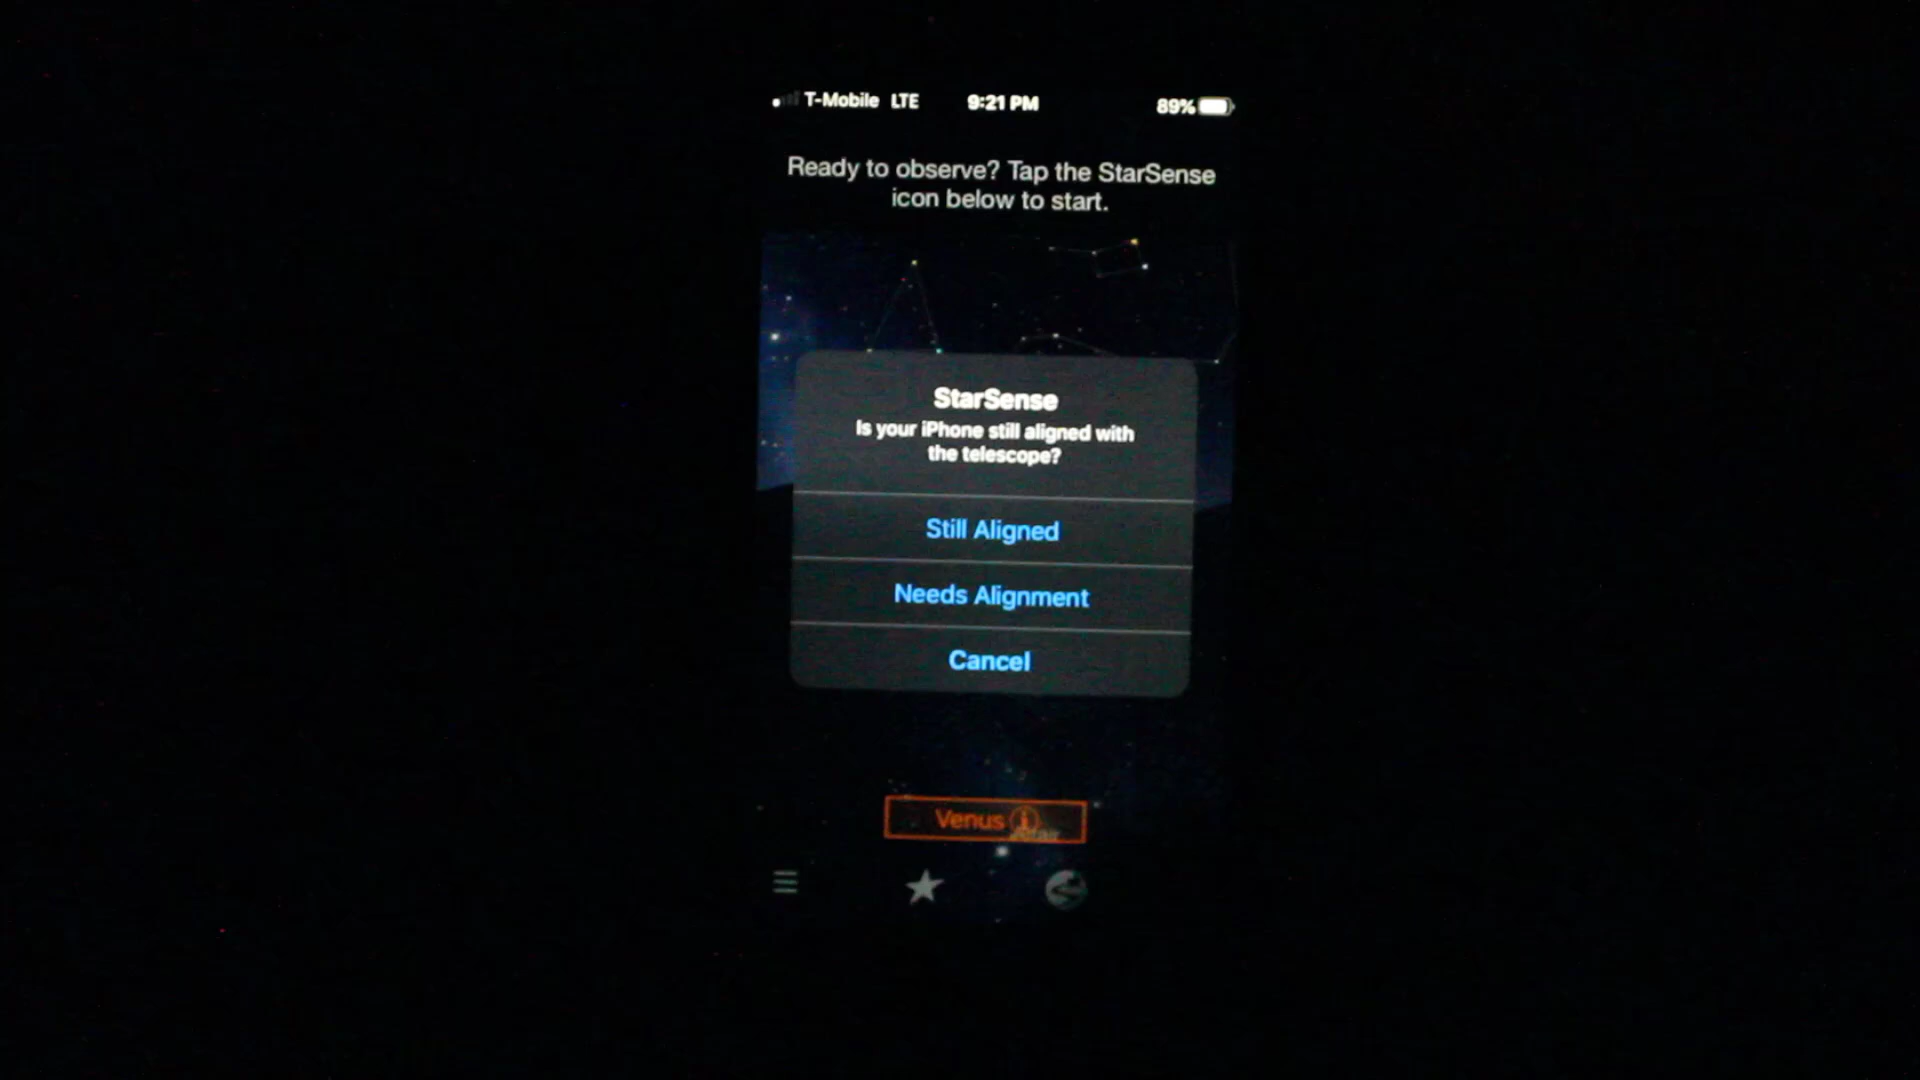 T-Mobile LTE 9:21 PM 89%
Ready to observe? Tap the StarSense
icon below to start.
StarSense
Is your iPhone still aligned with
the telescope?
Still Aligned
Needs Alignment
Cancel
Venus